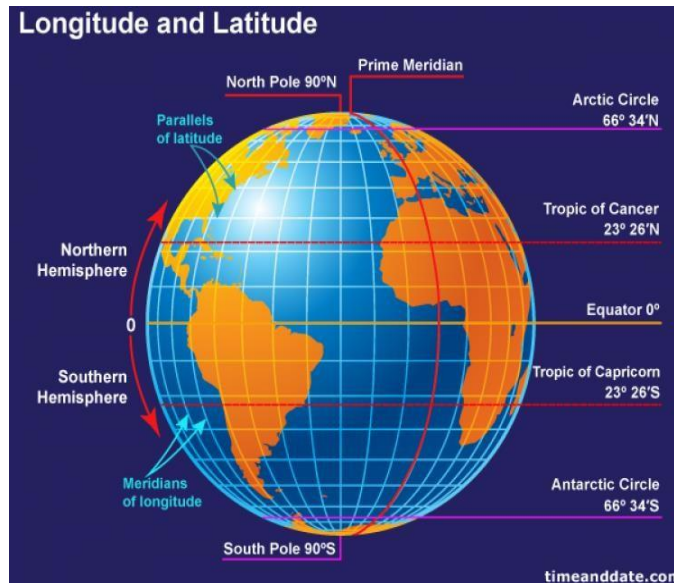 Longitude and Latitude
Prime Meridian
North Pole 90ºN
Arctic Circle
66º 34'N
Parallels
of latitude
Tropic of Cancer
23º 26'N
Northern
Hemisphere
0
Equator 0º
Southern
Hemisphere
Tropic of Capricorn
23º 26'S
Meridians
of longitude
Antarctic Circle
66º 34'S
South Pole 90ºS
timeanddate.com